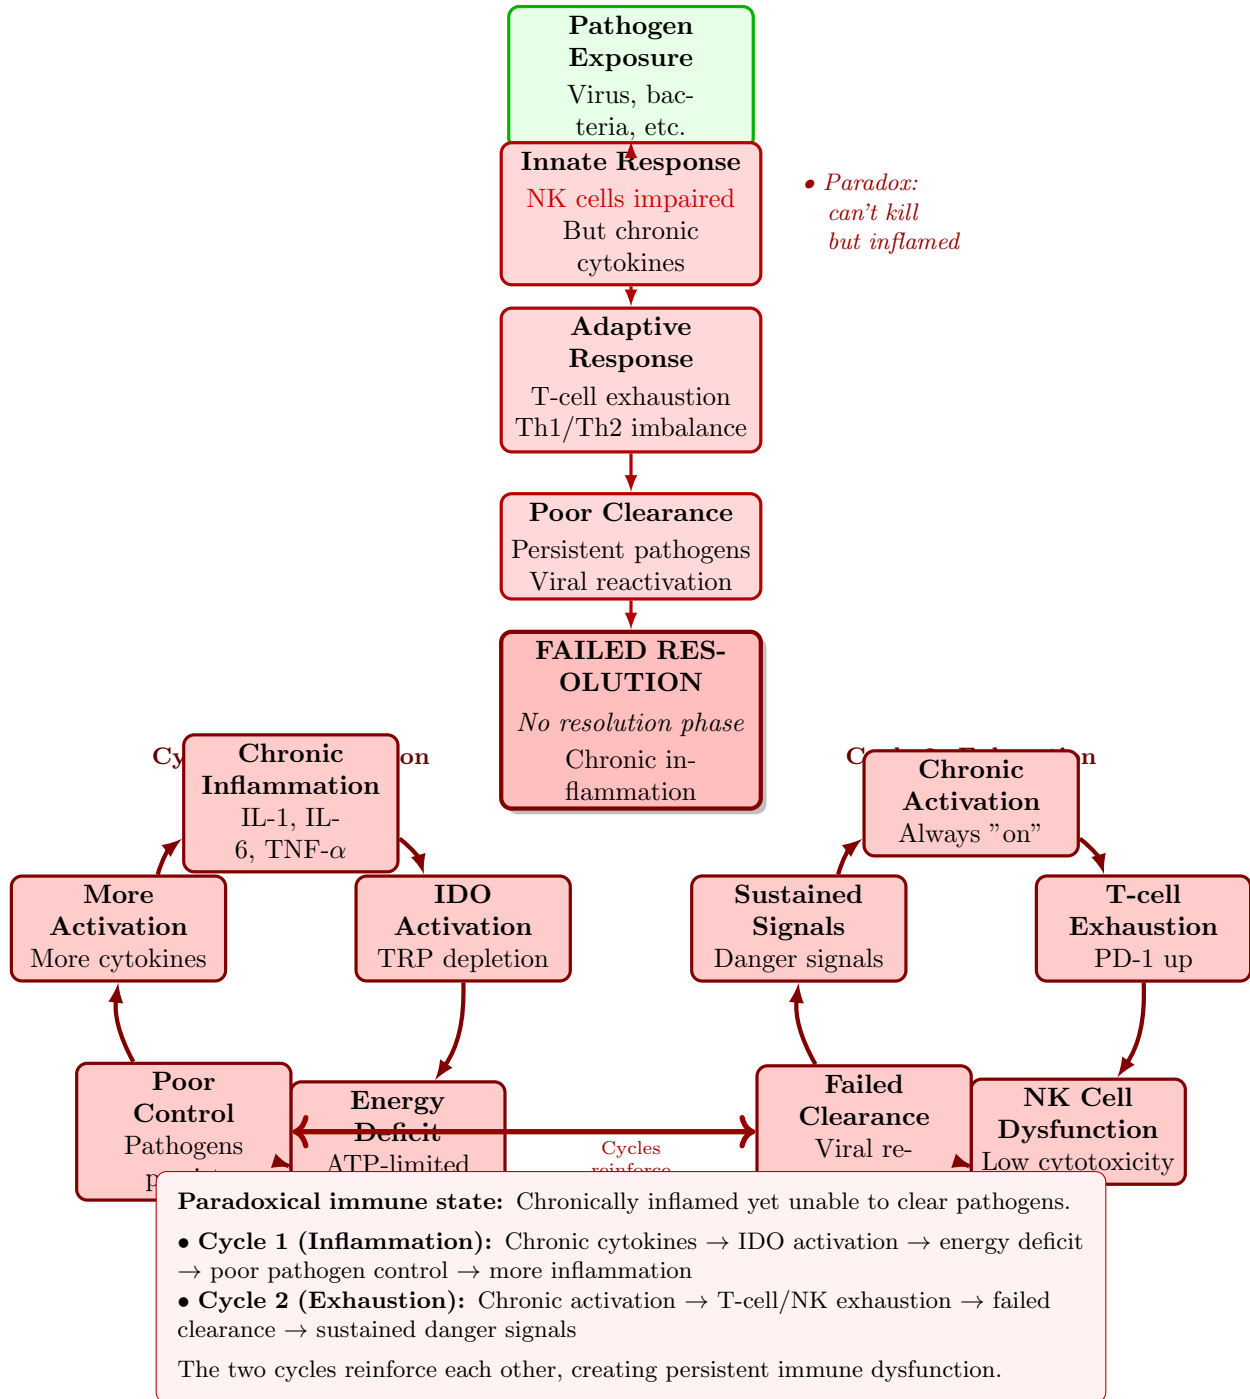 Pathogen
Exposure
Virus, bac-
teria, etc.
Innate Response
NK cells impaired
But chronic
cytokines
• Paradox:
can't kill
but inflamed
Adaptive
Response
T-cell exhaustion
Th1/Th2 imbalance
Poor Clearance
Persistent pathogens
Viral reactivation
FAILED RES-
OLUTION
No resolution phase
Chronic in-
flammation
Chronic
Inflammation
IL-1, IL-
6, TNF-α
Chronic
Activation
Always ”on”
More
Activation
More cytokines
IDO
Activation
TRP depletion
Sustained
Signals
Danger signals
T-cell
Exhaustion
PD-1 up
Poor
Control
Pathogens
Energy
Deficit
ATP-limited
Cycles
reinforce
Failed
Clearance
Viral re-
NK Cell
Dysfunction
Low cytotoxicity
Paradoxical immune state: Chronically inflamed yet unable to clear pathogens.
• Cycle 1 (Inflammation): Chronic cytokines → IDO activation → energy deficit
→ poor pathogen control → more inflammation
• Cycle 2 (Exhaustion): Chronic activation → T-cell/NK exhaustion → failed
clearance → sustained danger signals
The two cycles reinforce each other, creating persistent immune dysfunction.